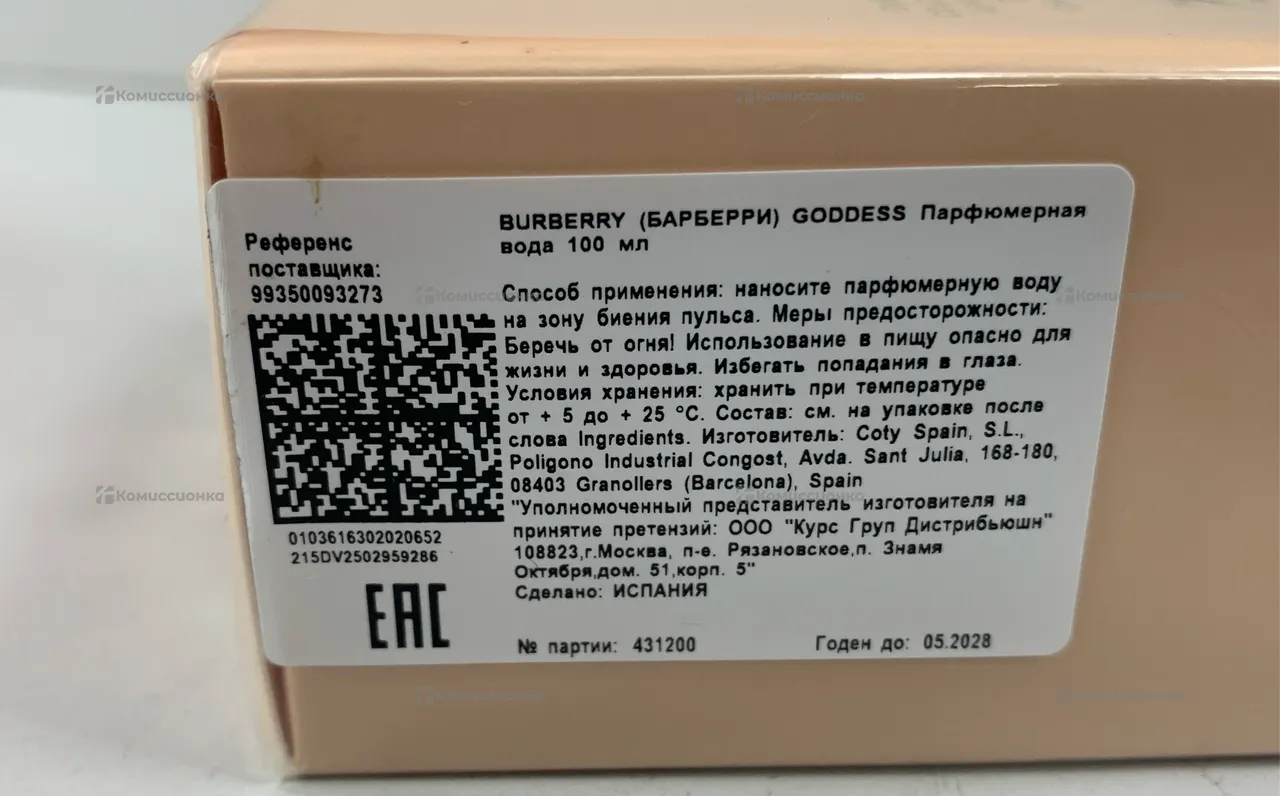 Референс
поставщика:
99350093273
0103616302020652
215DV2502959286
EAC
BURBERRY (БАРБЕРРИ) GODDESS Парфюмерная
вода 100 мл
Способ применения: наносите парфюмерную воду
на зону биения пульса. Меры предосторожности:
Беречь от огня! Использование в пищу опасно для
жизни и здоровья. Избегать попадания в глаза.
Условия хранения: хранить при температуре
от + 5 до + 25 °C. Состав: см. на упаковке после
слова Ingredients. Изготовитель: Coty Spain, S.L.,
Poligono Industrial Congost, Avda. Sant Julia, 168-180,
08403 Granollers (Barcelona), Spain
"Уполномоченный представитель изготовителя на
принятие претензий: ООО "Курс Груп Дистрибьюшн"
108823,г.Москва, п-е. Рязановское,п. Знамя
Октября,дом. 51,корп. 5"
Сделано: ИСПАНИЯ
№ партии: 431200 Годен до: 05.2028
Комиссионка
Комиссионка
Комиссионка
Комиссионка
Комиссионка
Комиссионка
Комиссионка
Комиссионка